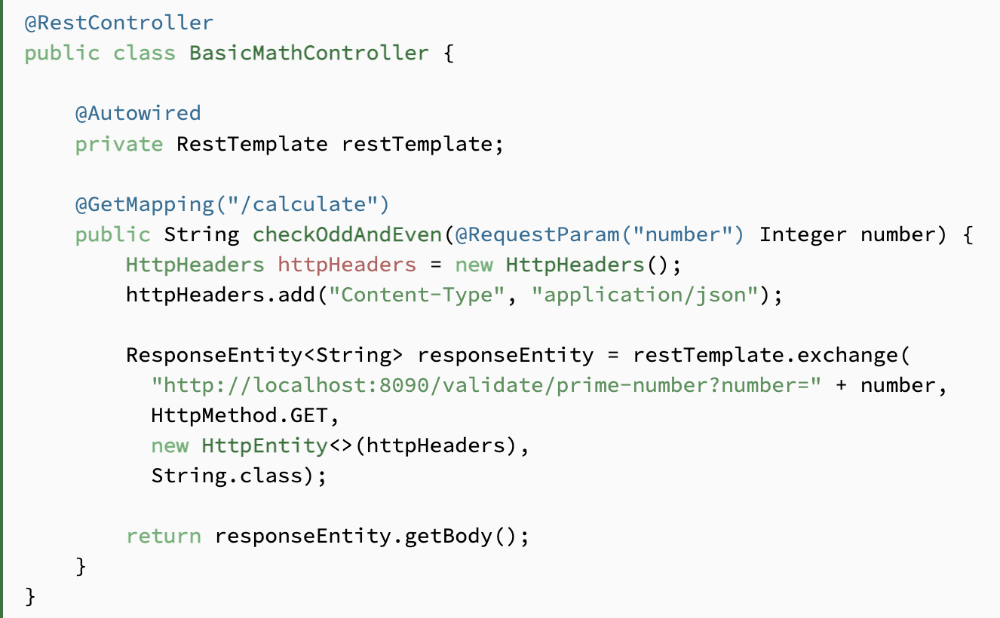 @RestController
public class BasicMathController {
@Autowired
private RestTemplate restTemplate;
@GetMapping("/calculate")
public String checkOddAndEven(@RequestParam("number") Integer number) {
HttpHeaders httpHeaders = new HttpHeaders();
httpHeaders.add("Content-Type", "application/json");
ResponseEntity<String> responseEntity = restTemplate.exchange(
"http://localhost:8090/validate/prime-number?number=" + number,
HttpMethod.GET,
new HttpEntity<>(httpHeaders),
String.class);
return responseEntity.getBody();
}
}